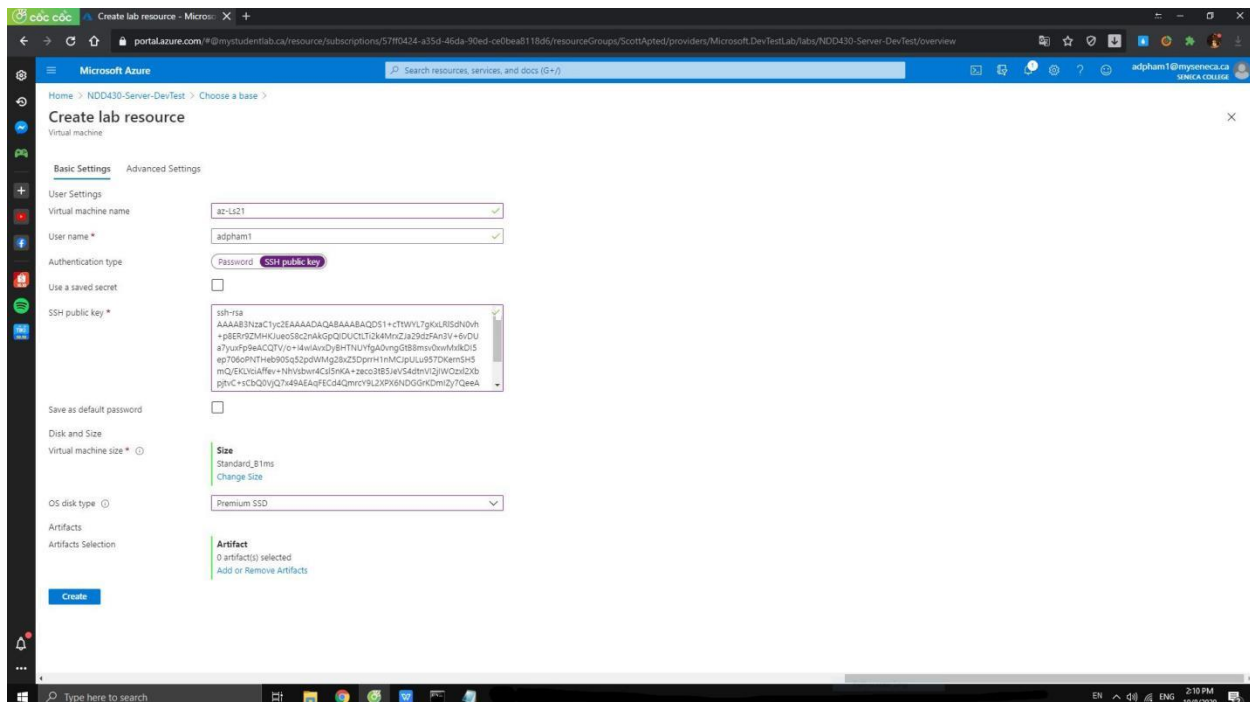 cốc cốc
Create lab resource - Micros
portal.azure.com/#@mystudentlab.ca/resource/subscriptions/57ff0424-a35d-46da-90ed-ce0bea8118d6/resourceGroups/ScottApted/providers/Microsoft.DevTestLab/labs/NDD430-Server-DevTest/overview
Microsoft Azure
Search resources, services, and docs (G+/)
adpham1@myseneca.ca
SENECA COLLEGE
Home > NDD430-Server-DevTest > Choose a base >
Create lab resource
Virtual machine
Basic Settings Advanced Settings
User Settings
Virtual machine name az-Ls21
User name * adpham1
Authentication type Password SSH public key
Use a saved secret
SSH public key * ssh-rsa
Save as default password
Disk and Size
Virtual machine size * Size
Standard_B1ms
Change Size
OS disk type Premium SSD
Artifacts
Artifacts Selection Artifact
0 artifact(s) selected
Add or Remove Artifacts
Create
Type here to search
EN ENG 2:10 PM